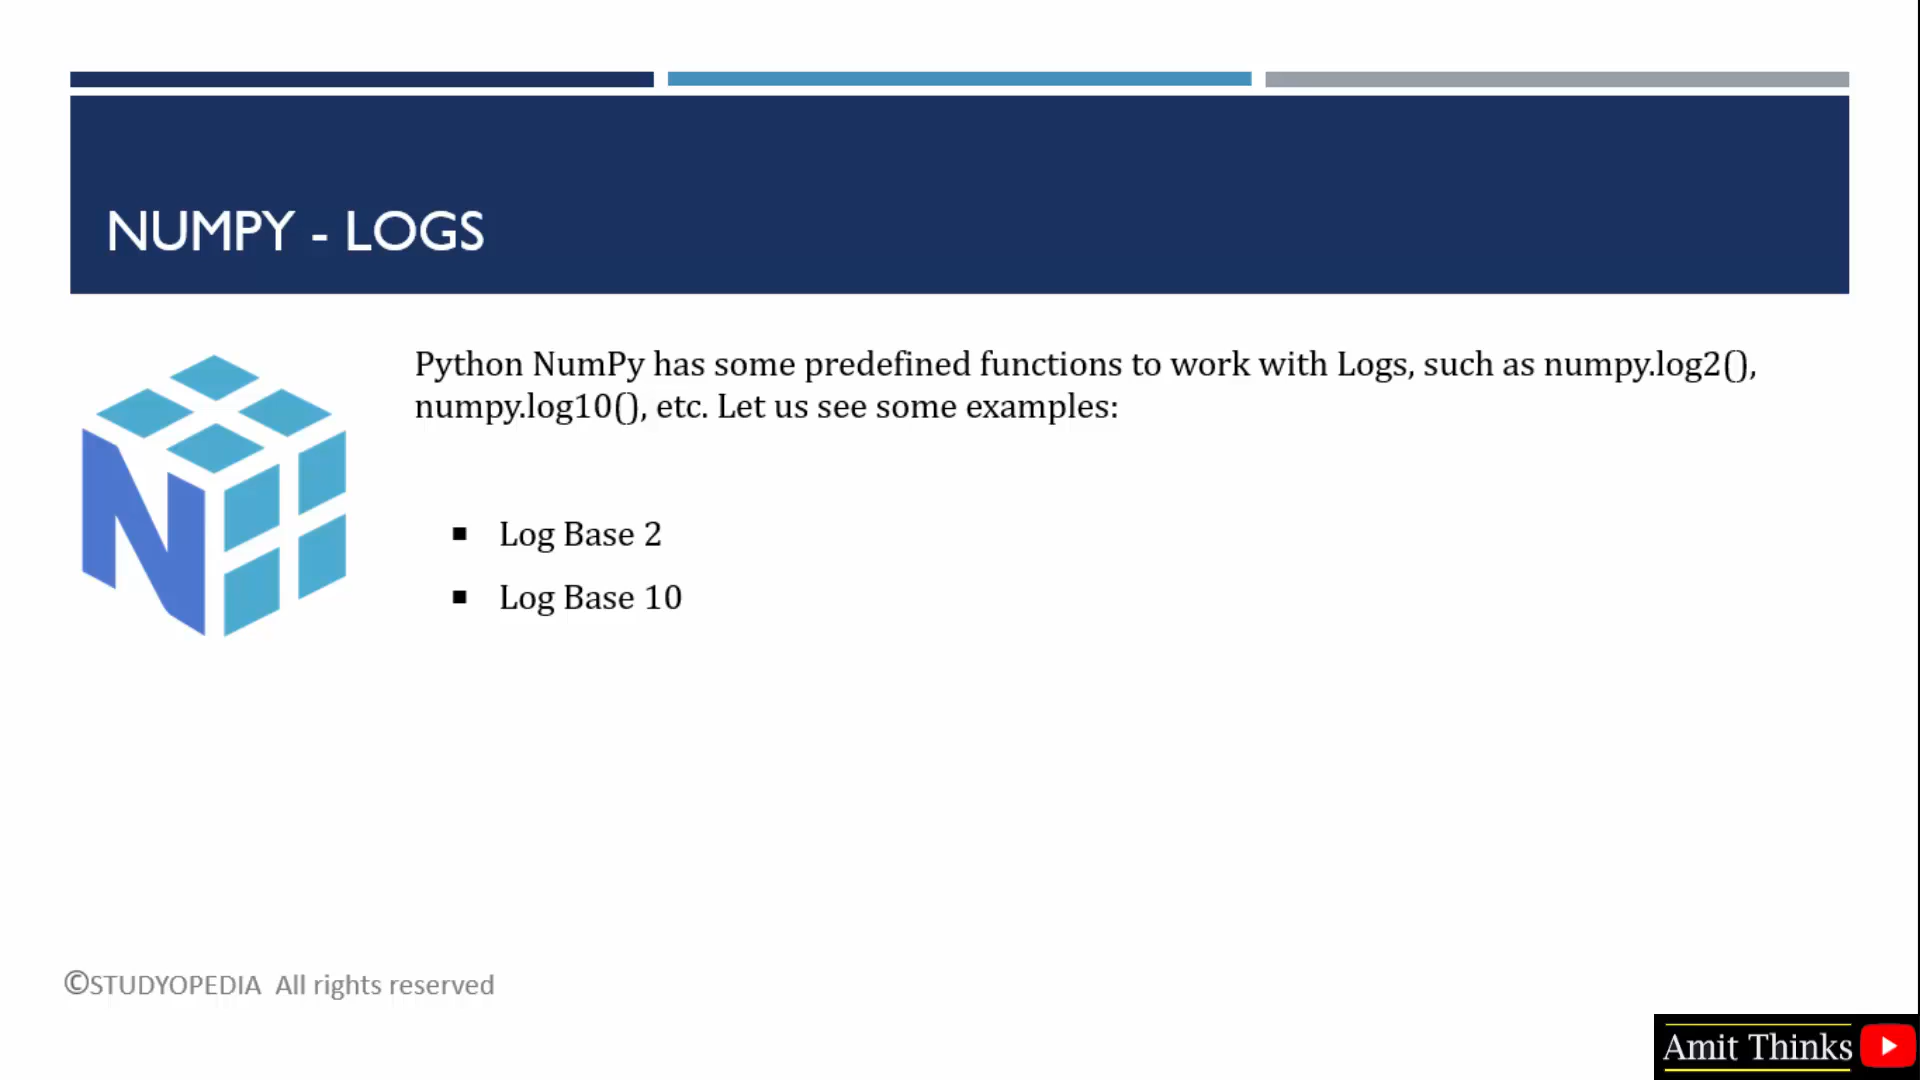 NUMPY - LOGS
Python NumPy has some predefined functions to work with Logs, such as numpy.log2(),
numpy.log10(), etc. Let us see some examples:
▪ Log Base 2
▪ Log Base 10
©STUDYOPEDIA All rights reserved
Amit Thinks